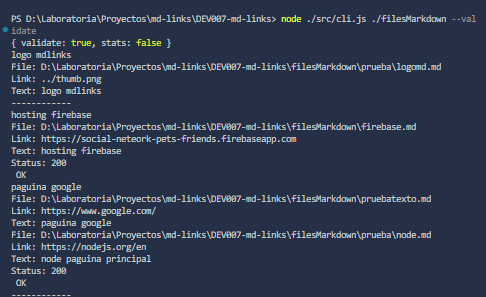 PS D:\Laboratoria\Proyectos\md-links\DEV007-md-links> node ./src/cli.js ./filesMarkdown --val
idate
{ validate: true, stats: false }
logo mdlinks
File: D:\Laboratoria\Proyectos\md-links\DEV007-md-links\filesMarkdown\prueba\logomd.md
Link: ../thumb.png
Text: logo mdlinks
------------
hosting firebase
File: D:\Laboratoria\Proyectos\md-links\DEV007-md-links\filesMarkdown\firebase.md
Link: https://social-neteork-pets-friends.firebaseapp.com
Text: hosting firebase
Status: 200
OK
paguina google
File: D:\Laboratoria\Proyectos\md-links\DEV007-md-links\filesMarkdown\pruebatexto.md
Link: https://www.google.com/
Text: paguina google
File: D:\Laboratoria\Proyectos\md-links\DEV007-md-links\filesMarkdown\prueba\node.md
Link: https://nodejs.org/en
Text: node paguina principal
Status: 200
OK
------------